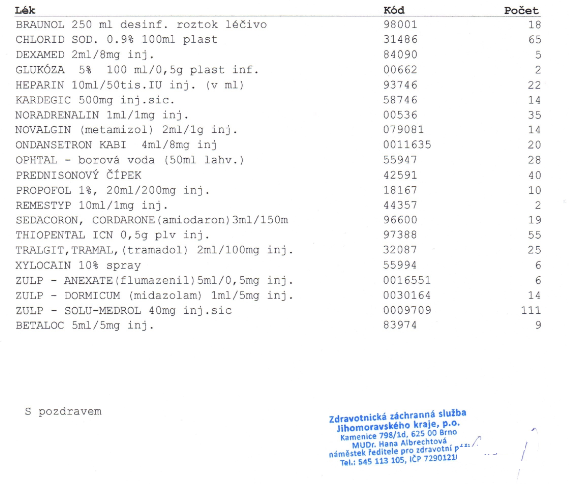 Lék Kód Počet
BRAUNOL 250 ml desinf. roztok léčivo 98001 18
CHLORID SOD. 0.9% 100ml plast 31486 65
DEXAMED 2ml/8mg inj. 84090 5
GLUKÓZA 5% 100 ml/0,5g plast inf. 00662 2
HEPARIN 10ml/50tis.IU inj. (v ml) 93746 22
KARDEGIC 500mg inj.sic. 58746 14
NORADRENALIN 1ml/1mg inj. 00536 35
NOVALGIN (metamizol) 2ml/1g inj. 079081 14
ONDANSETRON KABI 4ml/8mg inj 0011635 20
OPHTAL - borová voda (50ml lahv.) 55947 28
PREDNISONOVÝ ČÍPEK 42591 40
PROPOFOL 1%, 20ml/200mg inj. 18167 10
REMESTYP 10ml/1mg inj. 44357 2
SEDACORON, CORDARONE(amiodaron)3ml/150m 96600 19
THIOPENTAL ICN 0,5g plv inj. 97388 55
TRALGIT,TRAMAL,(tramadol) 2ml/100mg inj. 32087 25
XYLOCAIN 10% spray 55994 6
ZULP - ANEXATE(flumazenil)5ml/0,5mg inj. 0016551 6
ZULP - DORMICUM (midazolam) 1ml/5mg inj. 0030164 14
ZULP - SOLU-MEDROL 40mg inj.sic 0009709 111
BETALOC 5ml/5mg inj. 83974 9
S pozdravem
Zdravotnická záchranná služba
Jihomoravského kraje, p.o.
Kamenice 798/1d, 625 00 Brno
MUDr. Hana Albrechtová
náměstek ředitele pro zdravotní
Tel.: 545 113 105, IČP 7290121